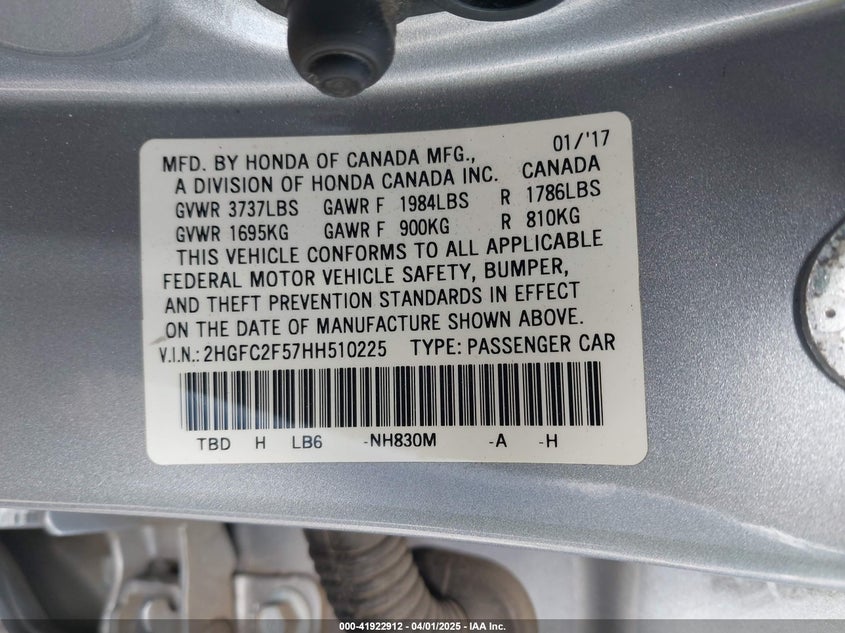 01/'17
MFD. BY HONDA OF CANADA MFG.,
A DIVISION OF HONDA CANADA INC. CANADA
GVWR 3737LBS GAWR F 1984LBS R 1786LBS
GVWR 1695KG GAWR F 900KG R 810KG
THIS VEHICLE CONFORMS TO ALL APPLICABLE
FEDERAL MOTOR VEHICLE SAFETY, BUMPER,
AND THEFT PREVENTION STANDARDS IN EFFECT
ON THE DATE OF MANUFACTURE SHOWN ABOVE.
V.I.N.: 2HGFC2F57HH510225 TYPE: PASSENGER CAR
TBD H LB6 -NH830M -A -H
000-41922912 04/01/2025 IAA Inc.